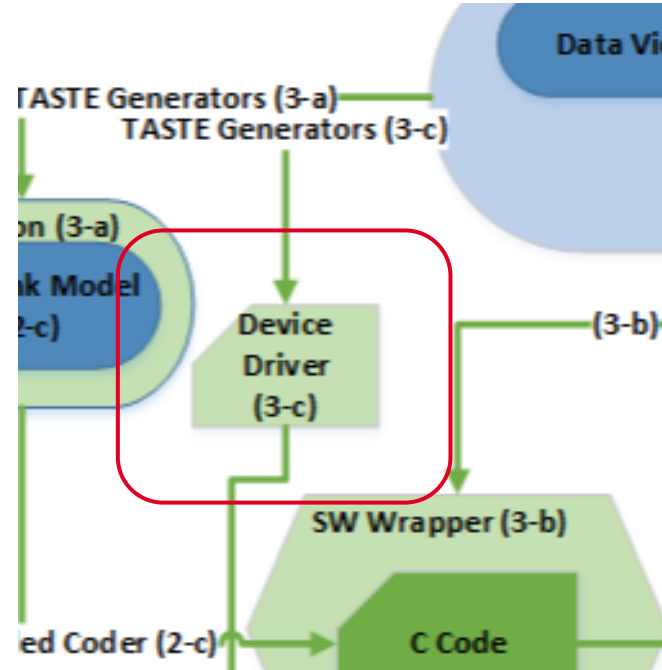 Data Vi
TASTE Generators (3-a)
TASTE Generators (3-c)
on (3-a)
Model
2-c)
Device
Driver
(3-c)
(3-b)
SW Wrapper (3-b)
ed Coder (2-c)
C Code